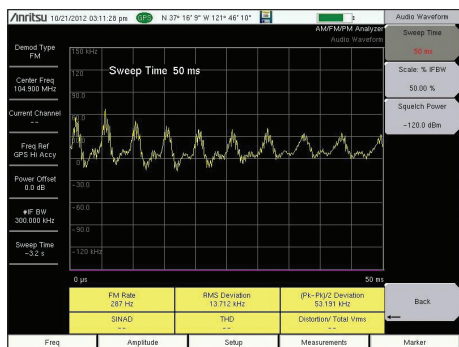 Anritsu 10/21/2012 03:11:28 pm GPS N 37° 16' 9" W 121° 46' 10"
Audio Waveform
AM/FM/PM Analyzer
Audio Waveform
Demod Type
FM
Center Freq
104.900 MHz
Current Channel
--
Freq Ref
GPS Hi Accy
Power Offset
0.0 dB
#IF BW
300.000 kHz
Sweep Time
~3.2 s
150 kHz
120
90.0
60.0
30.0
0
-30.0
-60.0
-90.0
-120 kHz
Sweep Time 50 ms
0 µs
50 ms
Sweep Time
50 ms
Scale: % IFBW
50.00 %
Squelch Power
-120.0 dBm
Back
FM Rate
287 Hz
RMS Deviation
13.712 kHz
(Pk-Pk)/2 Deviation
53.191 kHz
SINAD
--
THD
--
Distortion/ Total Vrms
--
Freq
Amplitude
Setup
Measurements
Marker